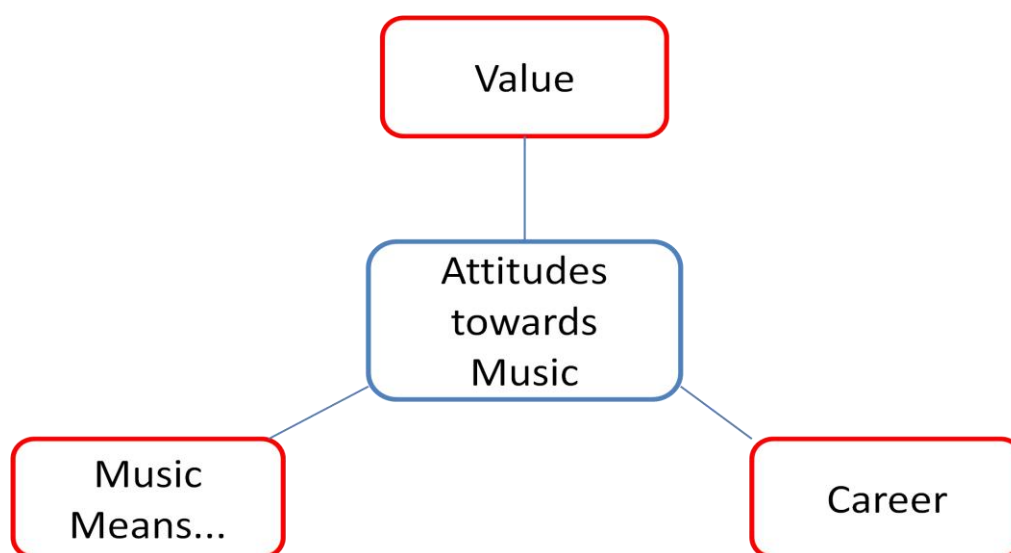 Value
Attitudes
towards
Music
Music
Means...
Career